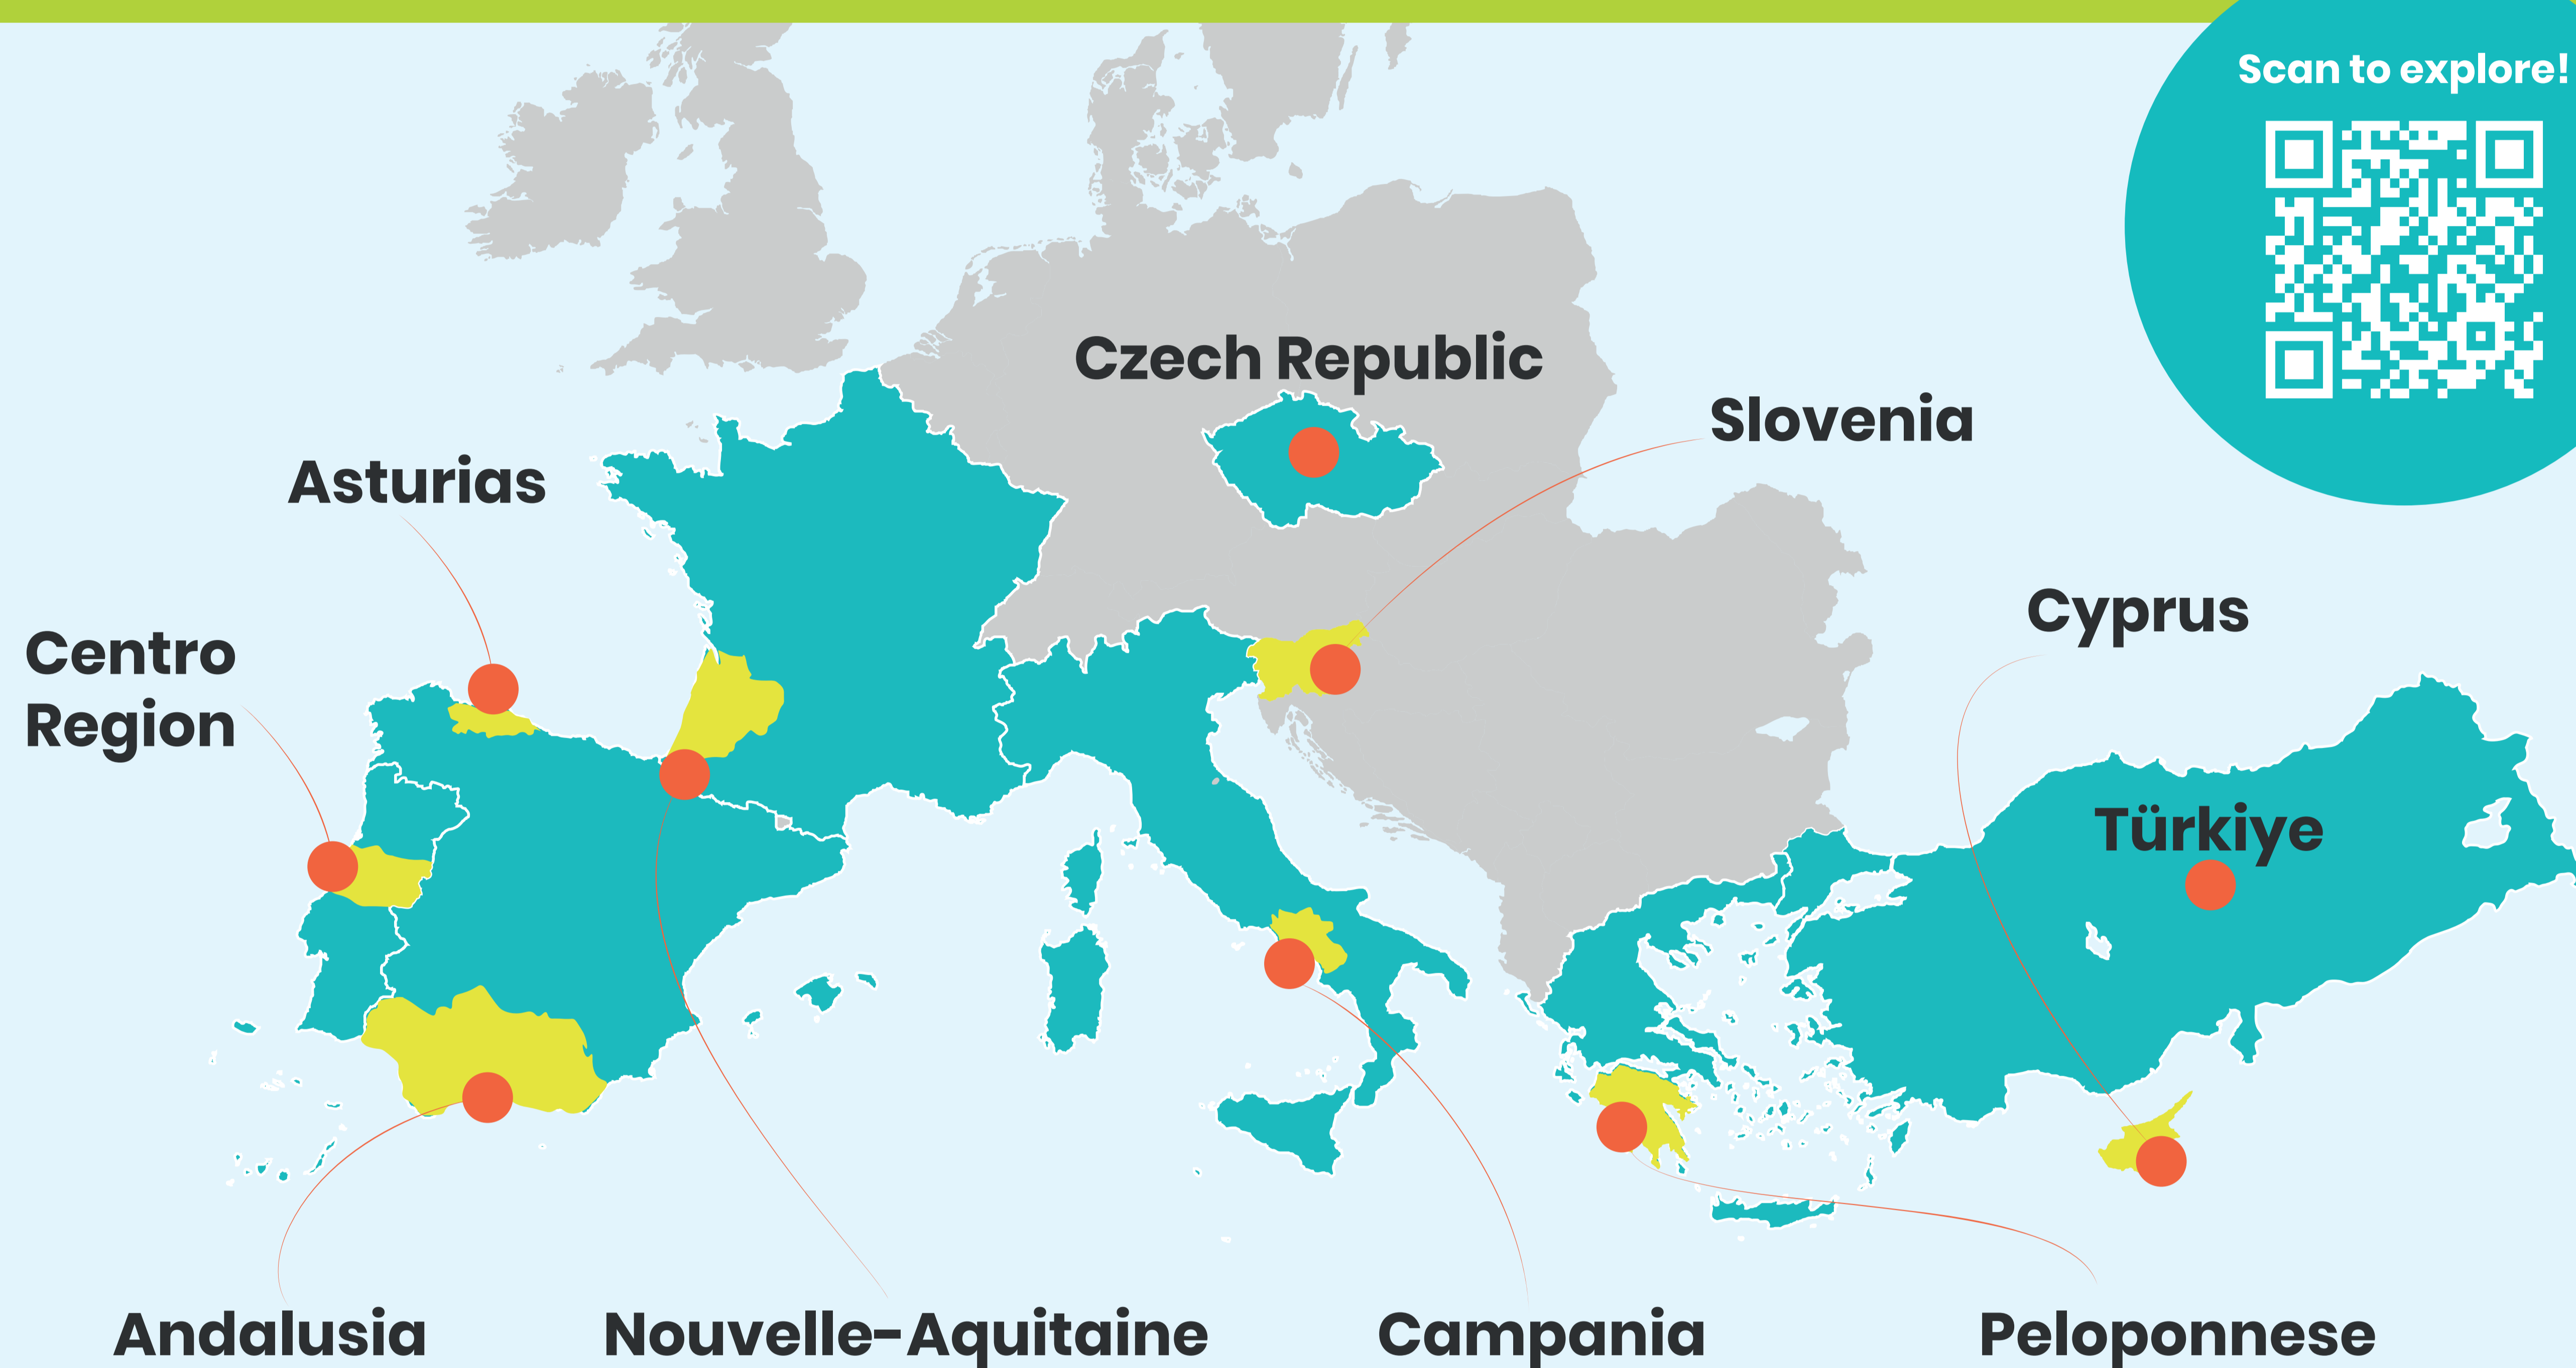 Scan to explore!
Czech Republic
Slovenia
Asturias
Cyprus
Centro
Region
Türkiye
Andalusia
Nouvelle-Aquitaine
Campania
Peloponnese